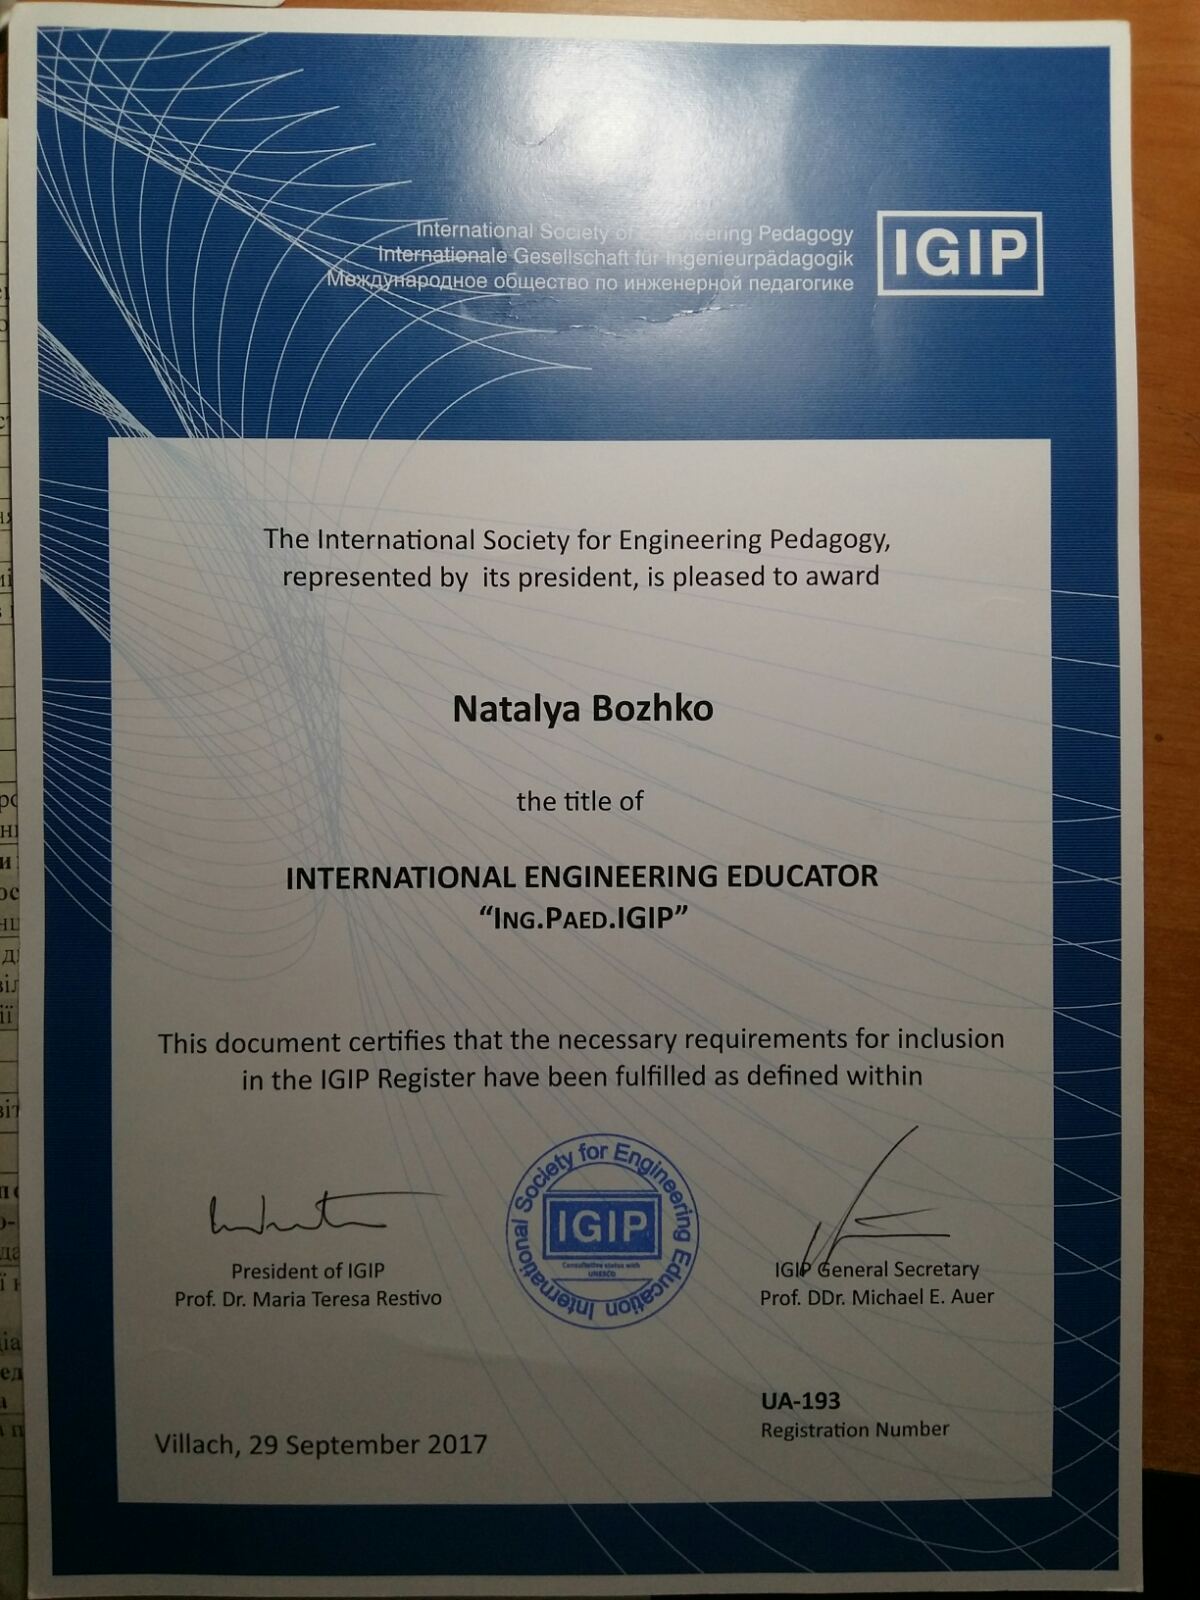 International Society of Engineering Pedagogy
Internationale Gesellschaft für Ingenieurpädagogik
Международное общество по инженерной педагогике
IGIP
The International Society for Engineering Pedagogy,
represented by its president, is pleased to award
Natalya Bozhko
the title of
INTERNATIONAL ENGINEERING EDUCATOR
“ING.PAED.IGIP”
This document certifies that the necessary requirements for inclusion
in the IGIP Register have been fulfilled as defined within
International Society for Engineering Education
IGIP
Consultative status with
UNESCO
President of IGIP
Prof. Dr. Maria Teresa Restivo
IGIP General Secretary
Prof. DDr. Michael E. Auer
UA-193
Registration Number
Villach, 29 September 2017